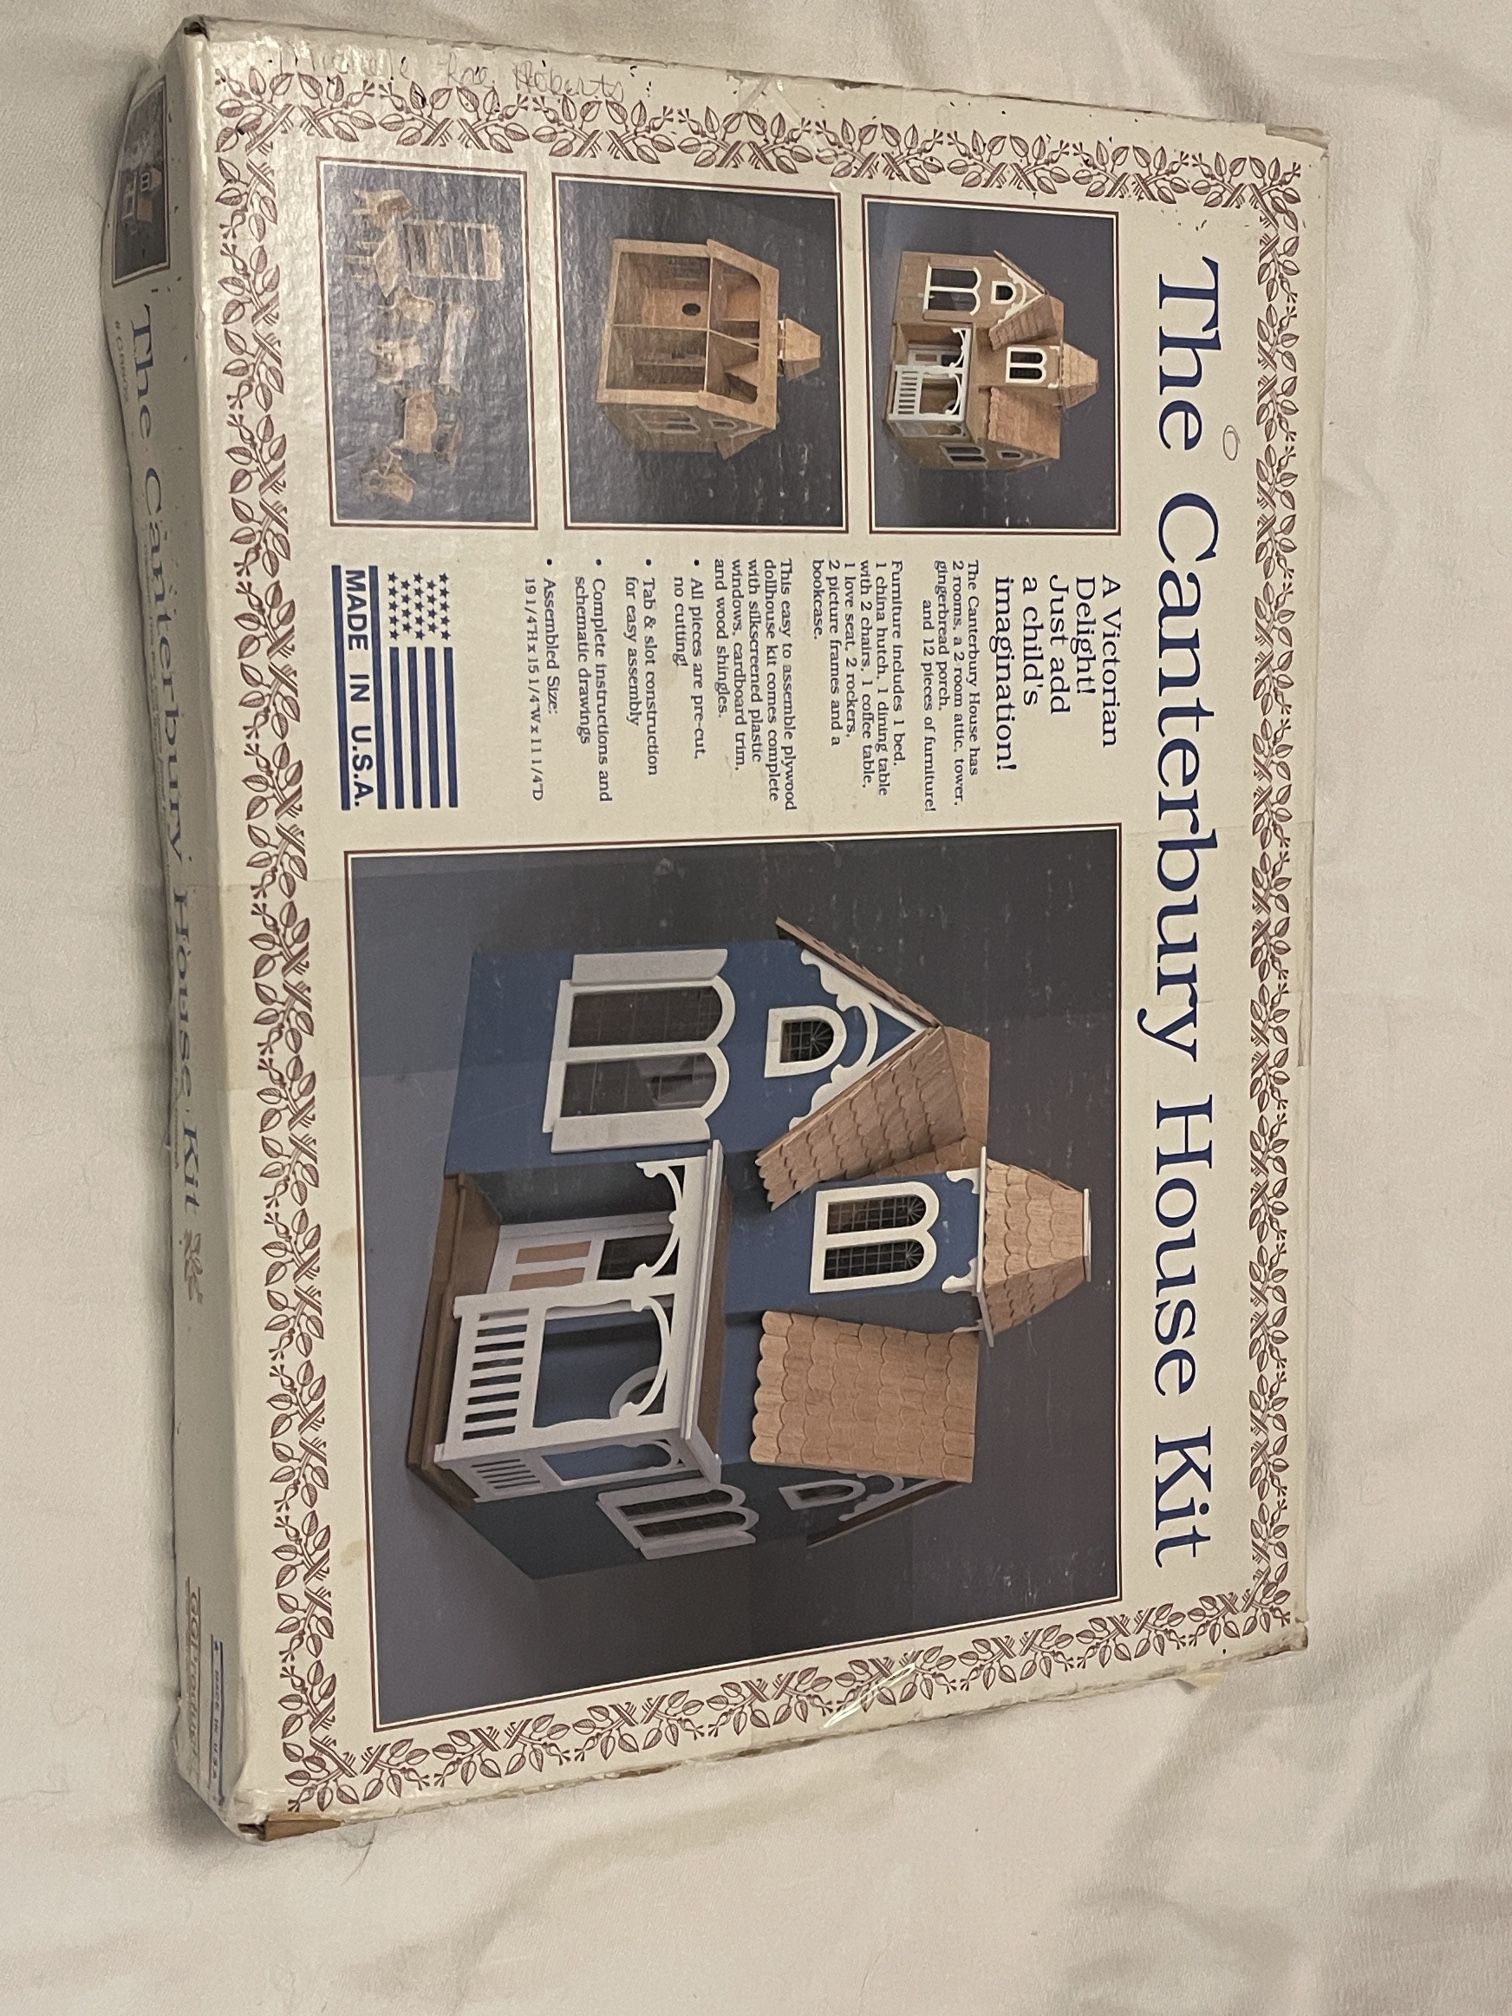 The Canterbury House Kit
A Victorian
Delight!
Just add
a child's
imagination!
The Canterbury House has
2 rooms, a 2 room attic, tower,
gingerbread porch,
and 12 pieces of furniture!
Furniture includes 1 bed,
1 china hutch, 1 dining table
with 2 chairs, 1 coffee table,
1 love seat, 2 rockers,
2 picture frames and a
bookcase.
This easy to assemble plywood
dollhouse kit comes complete
with silkscreened plastic
windows, cardboard trim,
and wood shingles.
• All pieces are pre-cut,
no cutting!
• Tab & slot construction
for easy assembly
• Complete instructions and
schematic drawings
• Assembled Size:
19 1/4"H x 15 1/4"W x 11 1/4"D
MADE IN U.S.A.
Roberts
The Canterbury House Kit
MADE IN U.S.A.